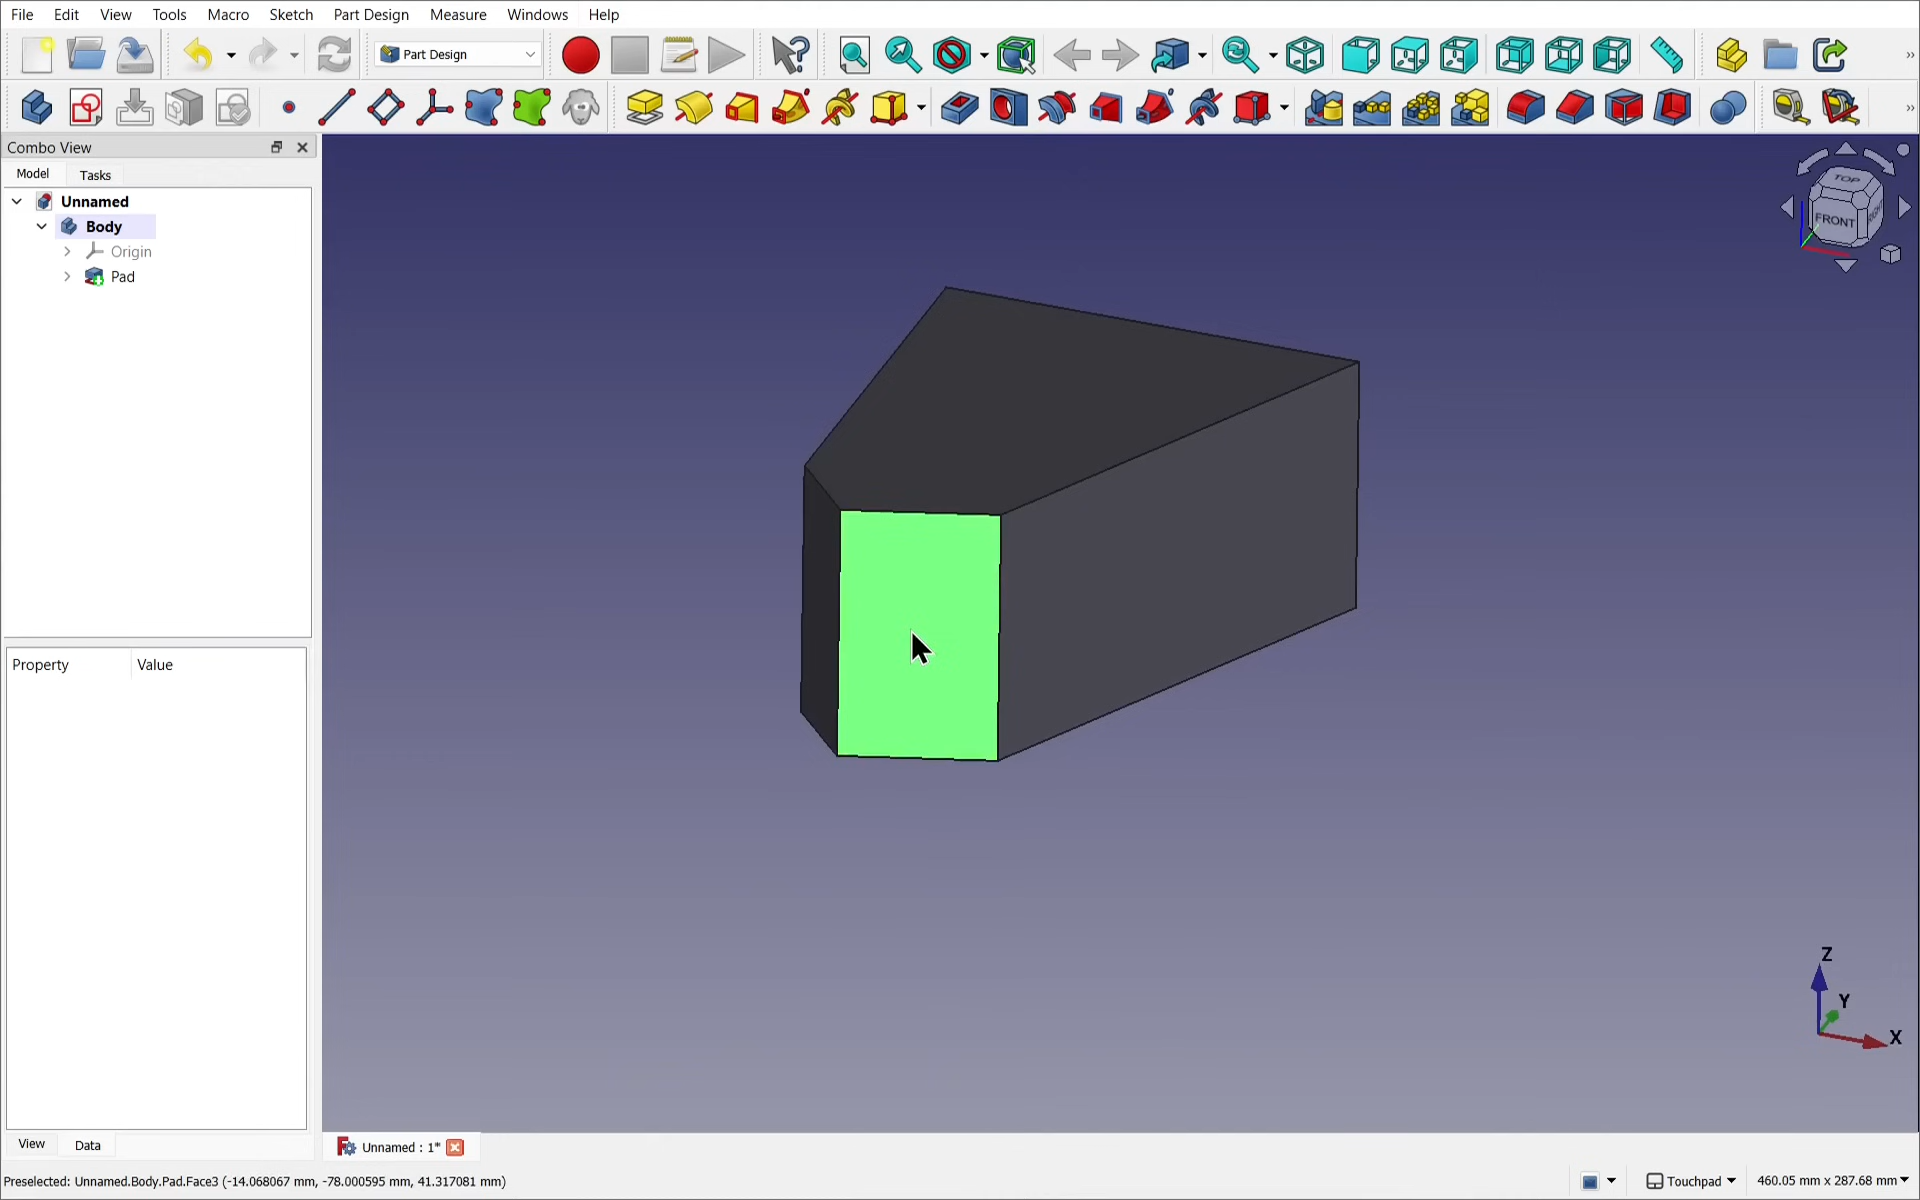 File Edit View Tools Macro Sketch Part Design Measure Windows Help
Part Design
Combo View
Model Tasks
Unnamed
Body
Origin
Pad
Property Value
View Data
TOP
FRONT
Z
Y
X
Unnamed : 1*
Preselected: Unnamed.Body.Pad.Face3 (-14.068067 mm, -78.000595 mm, 41.317081 mm)
Touchpad
460.05 mm x 287.68 mm